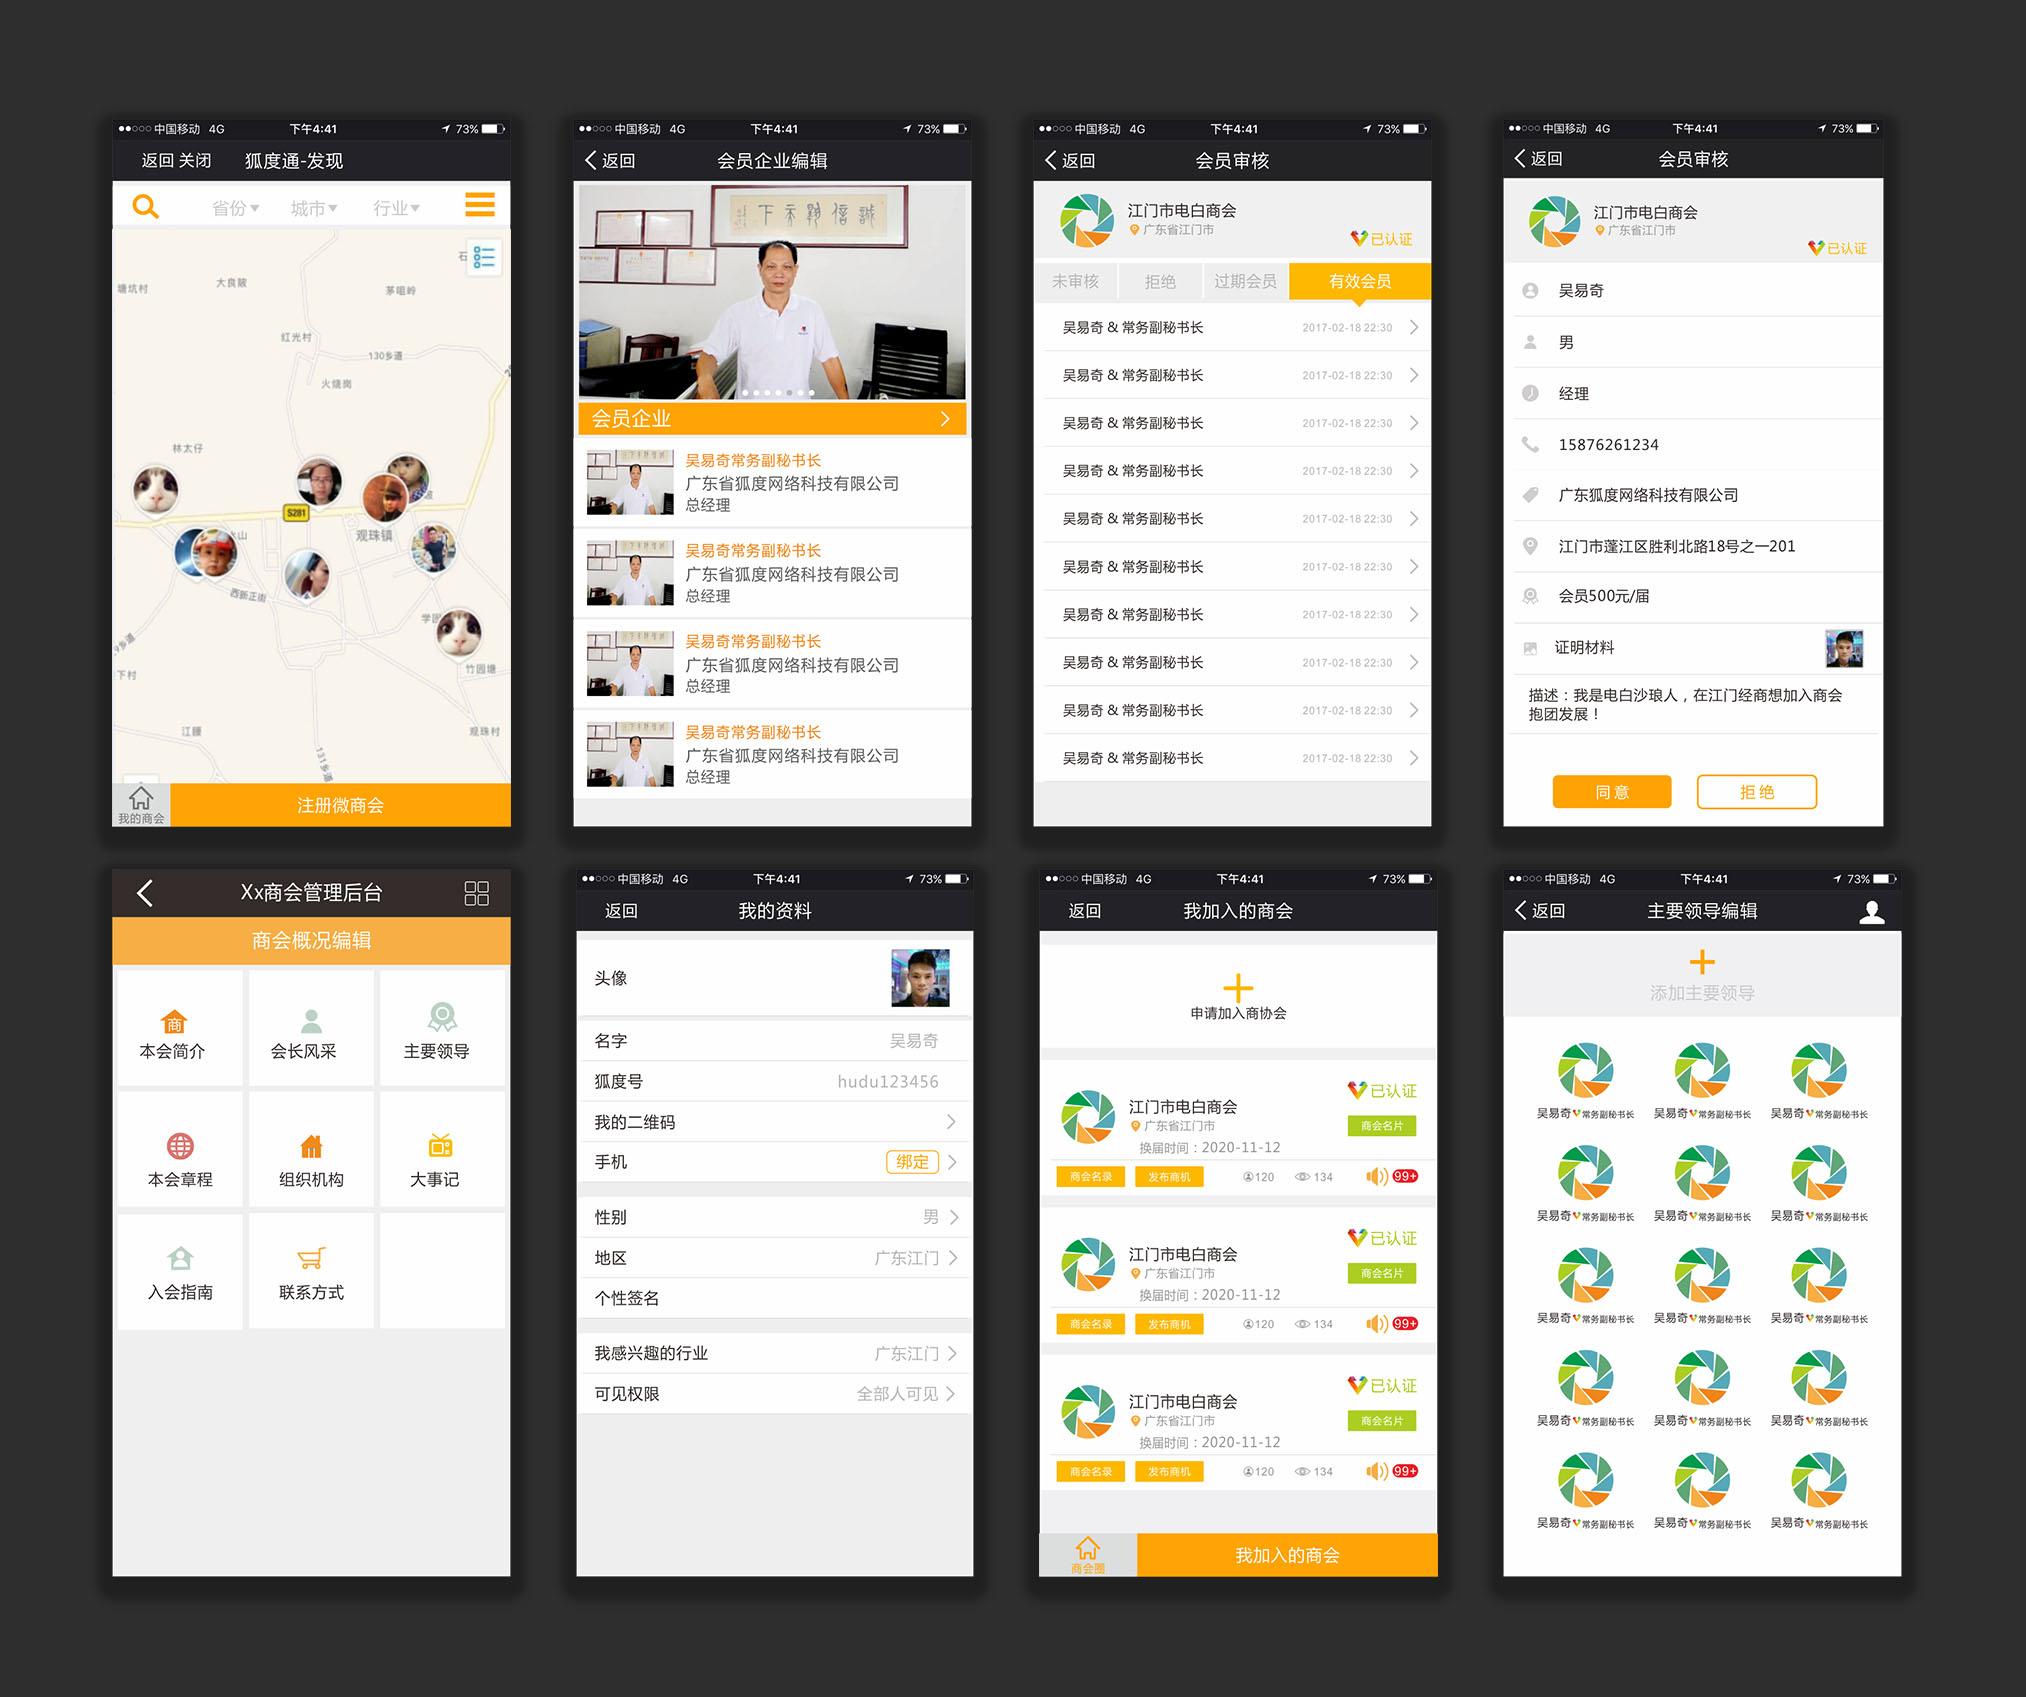 中国移动 4G 下午4:41 73%
返回 关闭 狐度通-发现
省份 城市 行业
石
塘坑村
大良陂
茅咀岭
红光村
130乡道
火烧岗
林太仔
S281
观珠镇
西新正街
竹园塘
下村
江腰
观珠村
131乡道
我的商会
注册微商会
中国移动 4G 下午4:41 73%
返回 会员企业编辑
会员企业
吴易奇常务副秘书长
广东省狐度网络科技有限公司
总经理
吴易奇常务副秘书长
广东省狐度网络科技有限公司
总经理
吴易奇常务副秘书长
广东省狐度网络科技有限公司
总经理
吴易奇常务副秘书长
广东省狐度网络科技有限公司
总经理
中国移动 4G 下午4:41 73%
返回 会员审核
江门市电白商会
广东省江门市
已认证
未审核 拒绝 过期会员 有效会员
吴易奇 & 常务副秘书长 2017-02-18 22:30
吴易奇 & 常务副秘书长 2017-02-18 22:30
吴易奇 & 常务副秘书长 2017-02-18 22:30
吴易奇 & 常务副秘书长 2017-02-18 22:30
吴易奇 & 常务副秘书长 2017-02-18 22:30
吴易奇 & 常务副秘书长 2017-02-18 22:30
吴易奇 & 常务副秘书长 2017-02-18 22:30
吴易奇 & 常务副秘书长 2017-02-18 22:30
吴易奇 & 常务副秘书长 2017-02-18 22:30
吴易奇 & 常务副秘书长 2017-02-18 22:30
中国移动 4G 下午4:41 73%
返回 会员审核
江门市电白商会
广东省江门市
已认证
吴易奇
男
经理
15876261234
广东狐度网络科技有限公司
江门市蓬江区胜利北路18号之一201
会员500元/届
证明材料
描述：我是电白沙琅人，在江门经商想加入商会
抱团发展！
同意 拒绝
Xx商会管理后台
商会概况编辑
商
本会简介 会长风采 主要领导
本会章程 组织机构 大事记
入会指南 联系方式
中国移动 4G 下午4:41 73%
返回 我的资料
头像
名字 吴易奇
狐度号 hudu123456
我的二维码
手机 绑定
性别 男
地区 广东江门
个性签名
我感兴趣的行业 广东江门
可见权限 全部人可见
中国移动 4G 下午4:41 73%
返回 我加入的商会
申请加入商协会
已认证
江门市电白商会
广东省江门市
商会名片
换届时间：2020-11-12
商会名录 发布商机 120 134 99+
已认证
江门市电白商会
广东省江门市
商会名片
换届时间：2020-11-12
商会名录 发布商机 120 134 99+
已认证
江门市电白商会
广东省江门市
商会名片
换届时间：2020-11-12
商会名录 发布商机 120 134 99+
商会圈
我加入的商会
中国移动 4G 下午4:41 73%
返回 主要领导编辑
添加主要领导
吴易奇 常务副秘书长 吴易奇 常务副秘书长 吴易奇 常务副秘书长
吴易奇 常务副秘书长 吴易奇 常务副秘书长 吴易奇 常务副秘书长
吴易奇 常务副秘书长 吴易奇 常务副秘书长 吴易奇 常务副秘书长
吴易奇 常务副秘书长 吴易奇 常务副秘书长 吴易奇 常务副秘书长
吴易奇 常务副秘书长 吴易奇 常务副秘书长 吴易奇 常务副秘书长